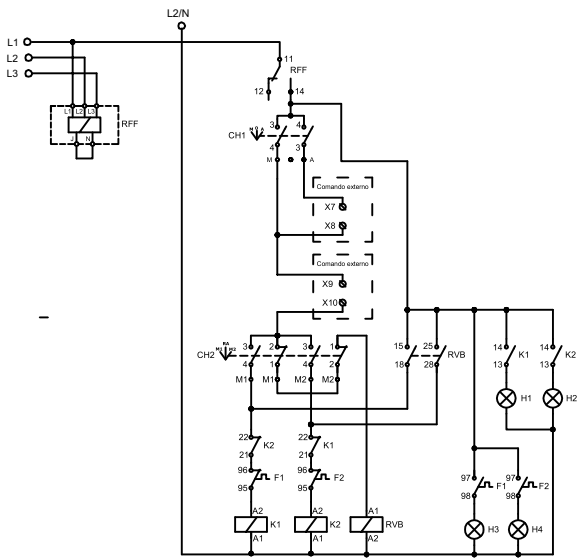 L2/N
L1
L2
L3
11
RFF
12
14
L1 L2 L3
RFF
J N
3 4
CH1
M 0 A
4 3
M A
Comando externo
X7
X8
Comando externo
X9
X10
BA
M1 M2
CH2
3 2 3 1
4 1 4 2
M1 M1 M2 M2
15 25
RVB
18 28
14 K1
13
14 K2
13
H1 H2
22 K2
21
22 K1
21
96 F1
95
96 F2
95
97 F1
98
97 F2
98
A2 K1 A1
A2 K2 A1
A1 RVB A2
H3 H4